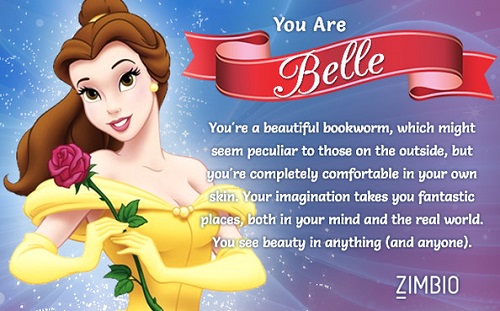 You Are
Belle
You're a beautiful bookworm, which might
seem peculiar to those on the outside, but
you're completely comfortable in your own
skin. Your imagination takes you fantastic
places, both in your mind and the real world.
You see beauty in anything (and anyone).
ZIMBIO